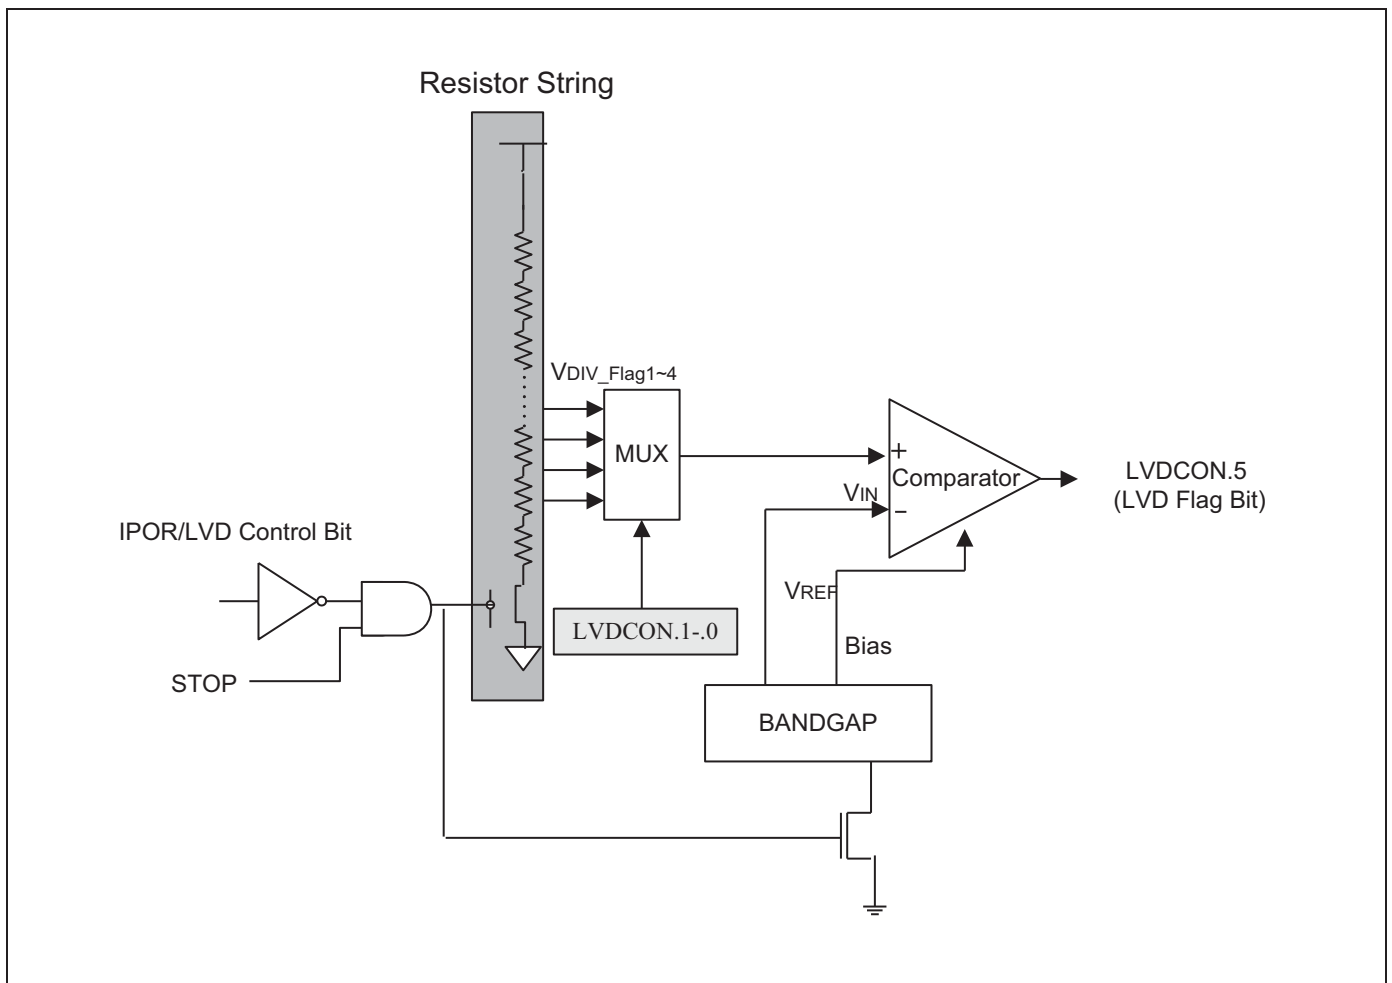 Resistor String
VDIV_Flag1~4
MUX
+
Comparator
VIN
−
LVDCON.5
(LVD Flag Bit)
IPOR/LVD Control Bit
STOP
LVDCON.1-.0
VREF
Bias
BANDGAP